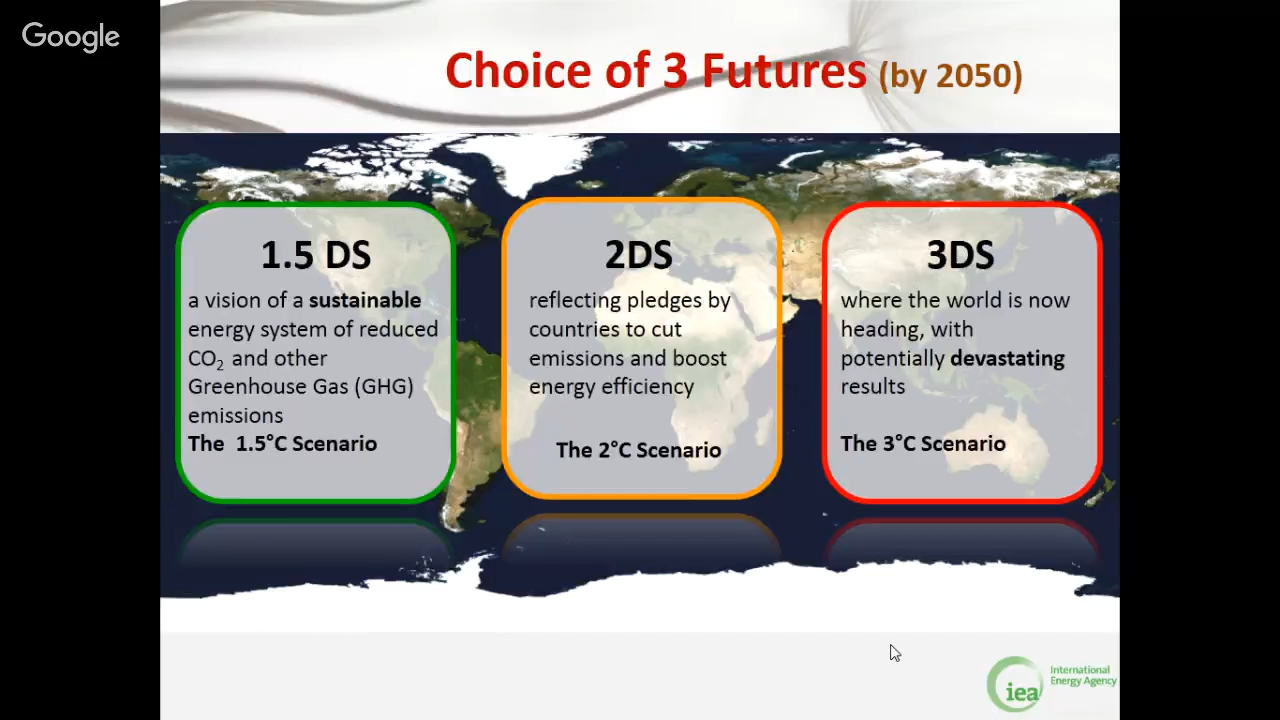 Google
Choice of 3 Futures (by 2050)
1.5 DS
a vision of a sustainable
energy system of reduced
CO₂ and other
Greenhouse Gas (GHG)
emissions
The 1.5°C Scenario
2DS
reflecting pledges by
countries to cut
emissions and boost
energy efficiency
The 2°C Scenario
3DS
where the world is now
heading, with
potentially devastating
results
The 3°C Scenario
iea
International
Energy Agency